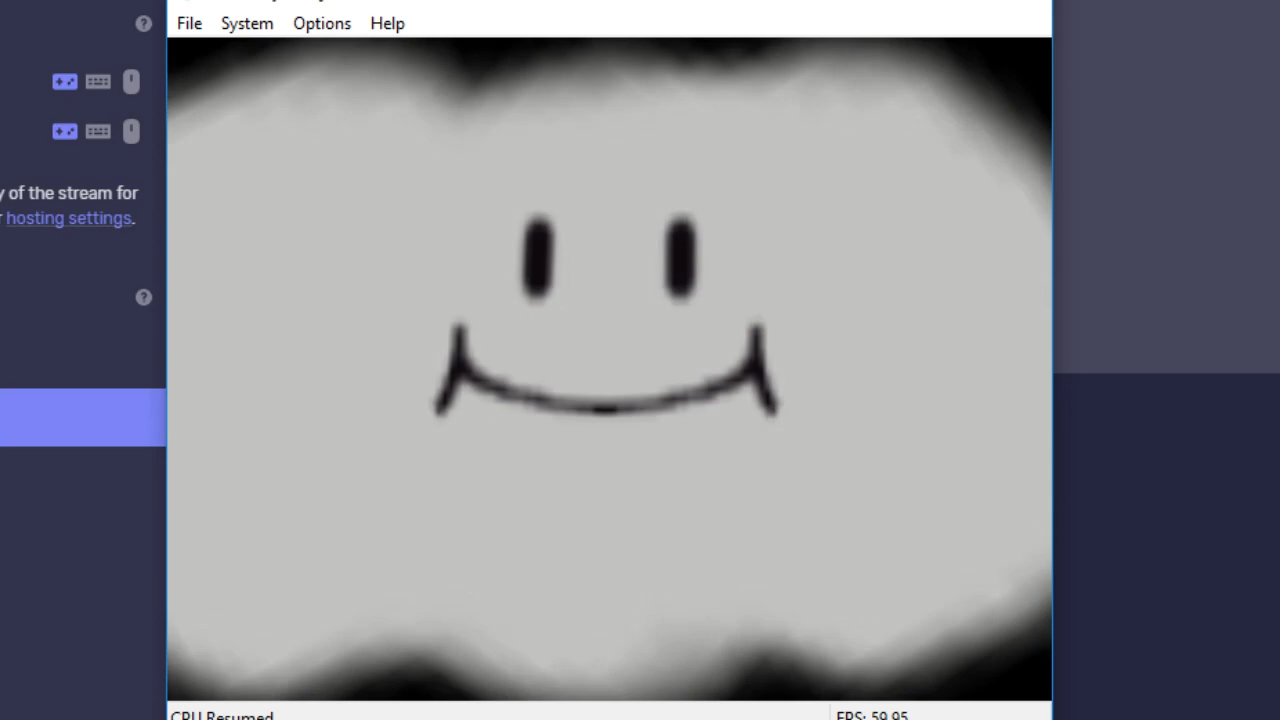 File System Options Help
y of the stream for
hosting settings.
CPU Resumed
FPS: 59.95